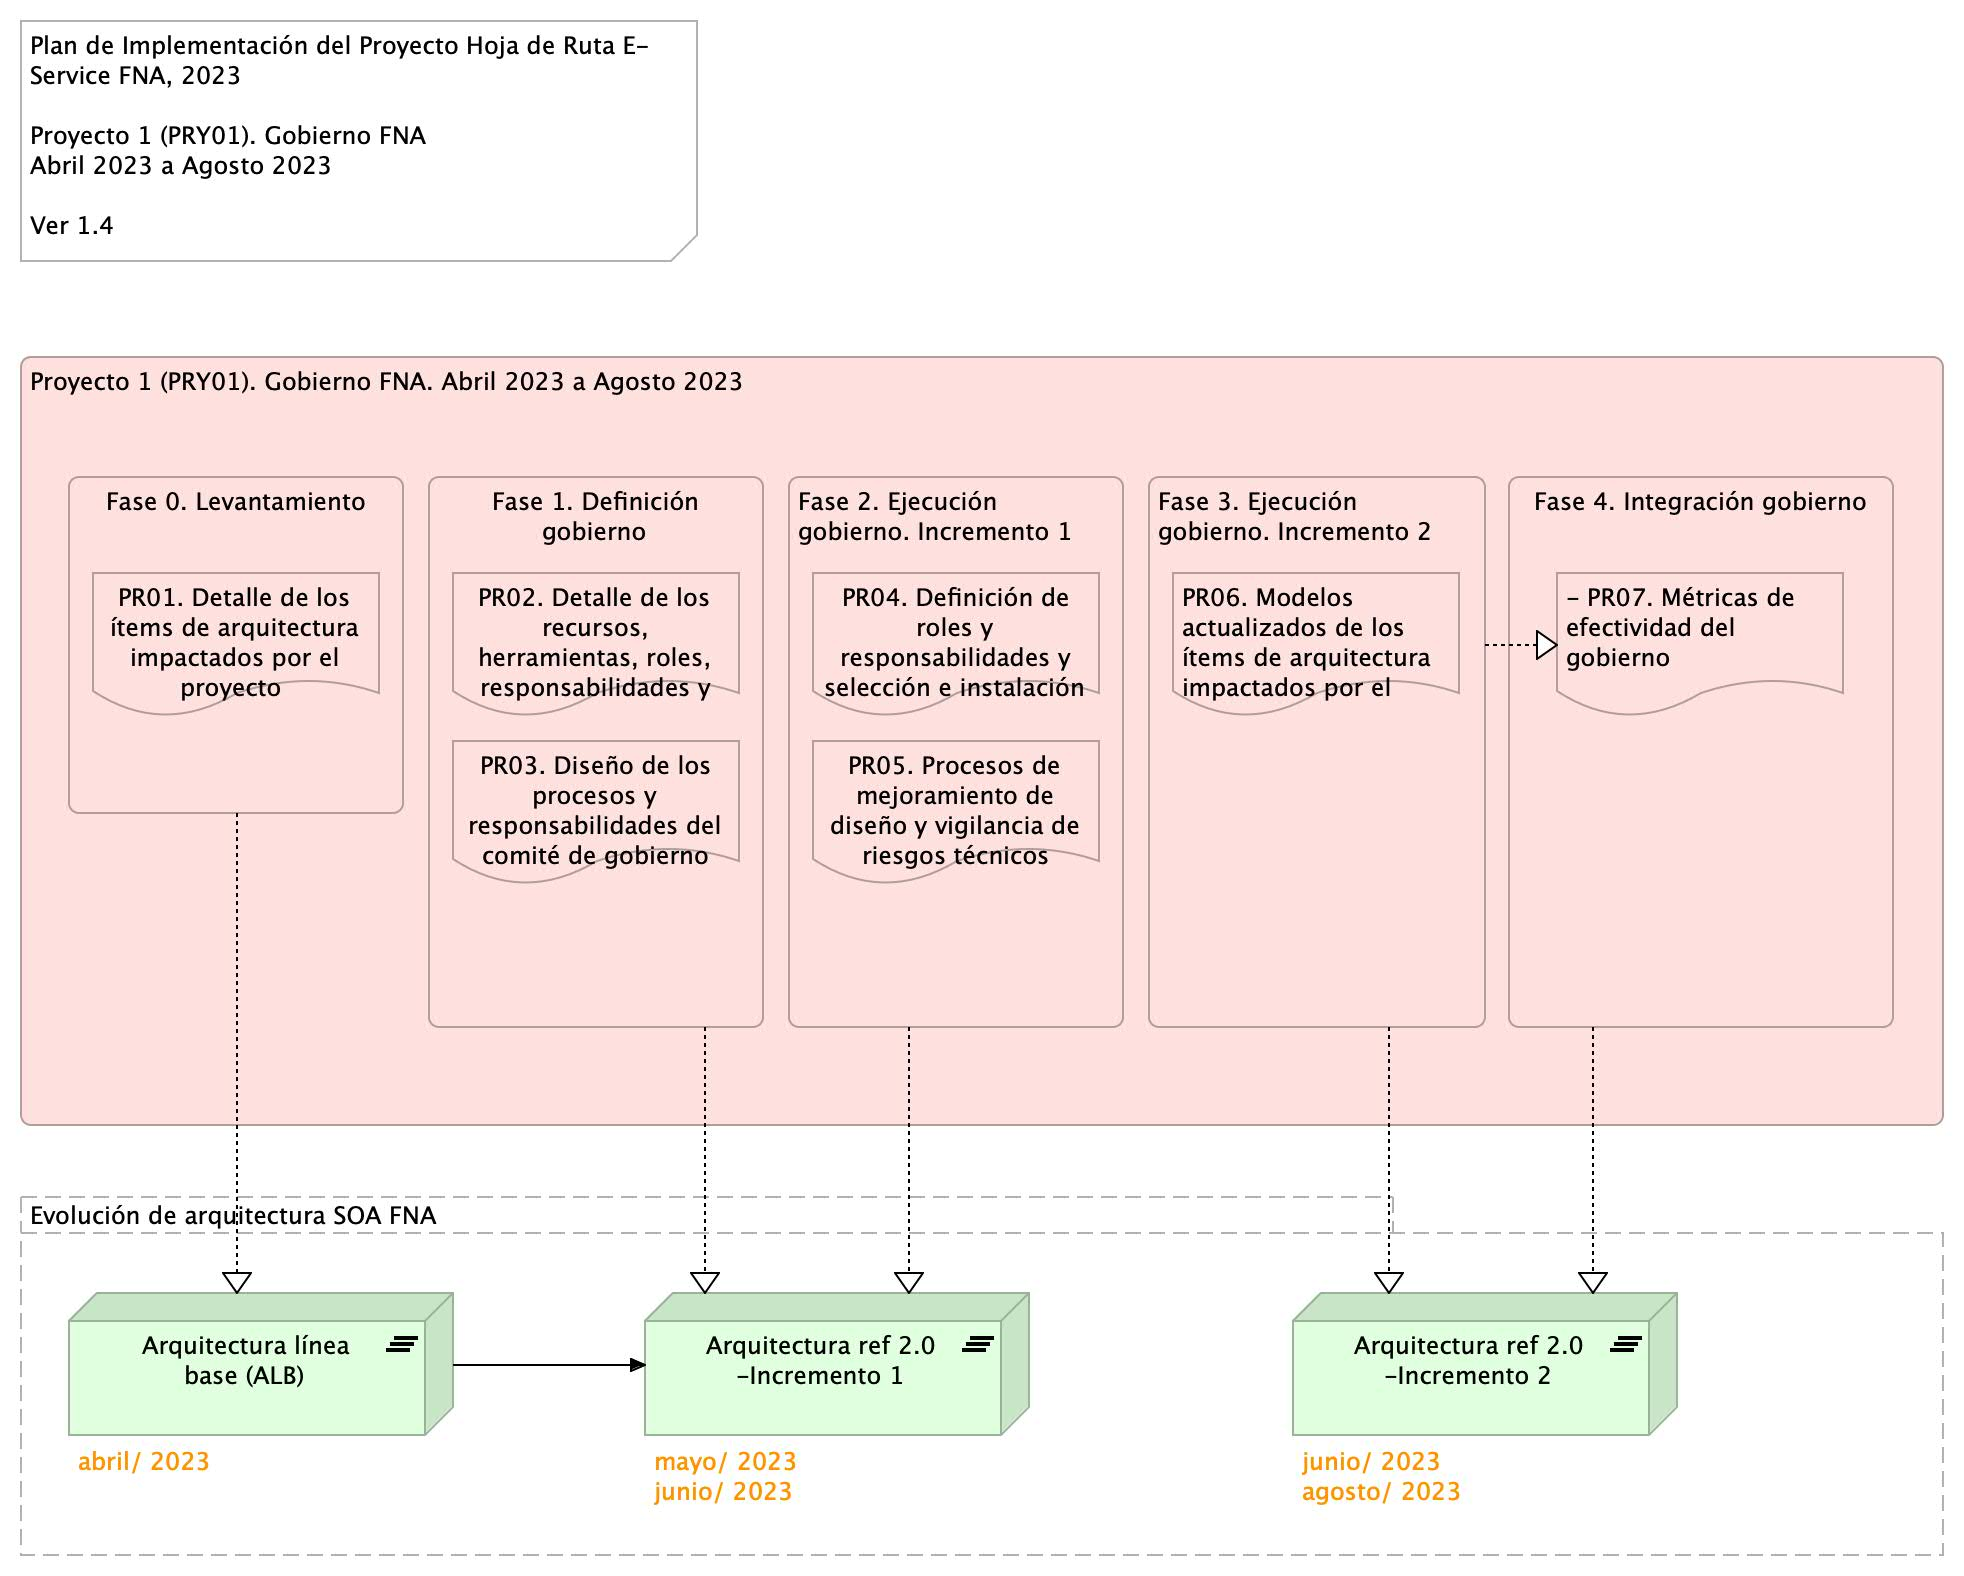 Plan de Implementación del Proyecto Hoja de Ruta E-
Service FNA, 2023
Proyecto 1 (PRY01). Gobierno FNA
Abril 2023 a Agosto 2023
Ver 1.4
Proyecto 1 (PRY01). Gobierno FNA. Abril 2023 a Agosto 2023
Fase 0. Levantamiento
PR01. Detalle de los
ítems de arquitectura
impactados por el
proyecto
Fase 1. Definición
gobierno
PR02. Detalle de los
recursos,
herramientas, roles,
responsabilidades y
PR03. Diseño de los
procesos y
responsabilidades del
comité de gobierno
Fase 2. Ejecución
gobierno. Incremento 1
PR04. Definición de
roles y
responsabilidades y
selección e instalación
PR05. Procesos de
mejoramiento de
diseño y vigilancia de
riesgos técnicos
Fase 3. Ejecución
gobierno. Incremento 2
PR06. Modelos
actualizados de los
ítems de arquitectura
impactados por el
Fase 4. Integración gobierno
- PR07. Métricas de
efectividad del
gobierno
Evolución de arquitectura SOA FNA
Arquitectura línea
base (ALB)
abril/ 2023
Arquitectura ref 2.0
-Incremento 1
mayo/ 2023
junio/ 2023
Arquitectura ref 2.0
-Incremento 2
junio/ 2023
agosto/ 2023